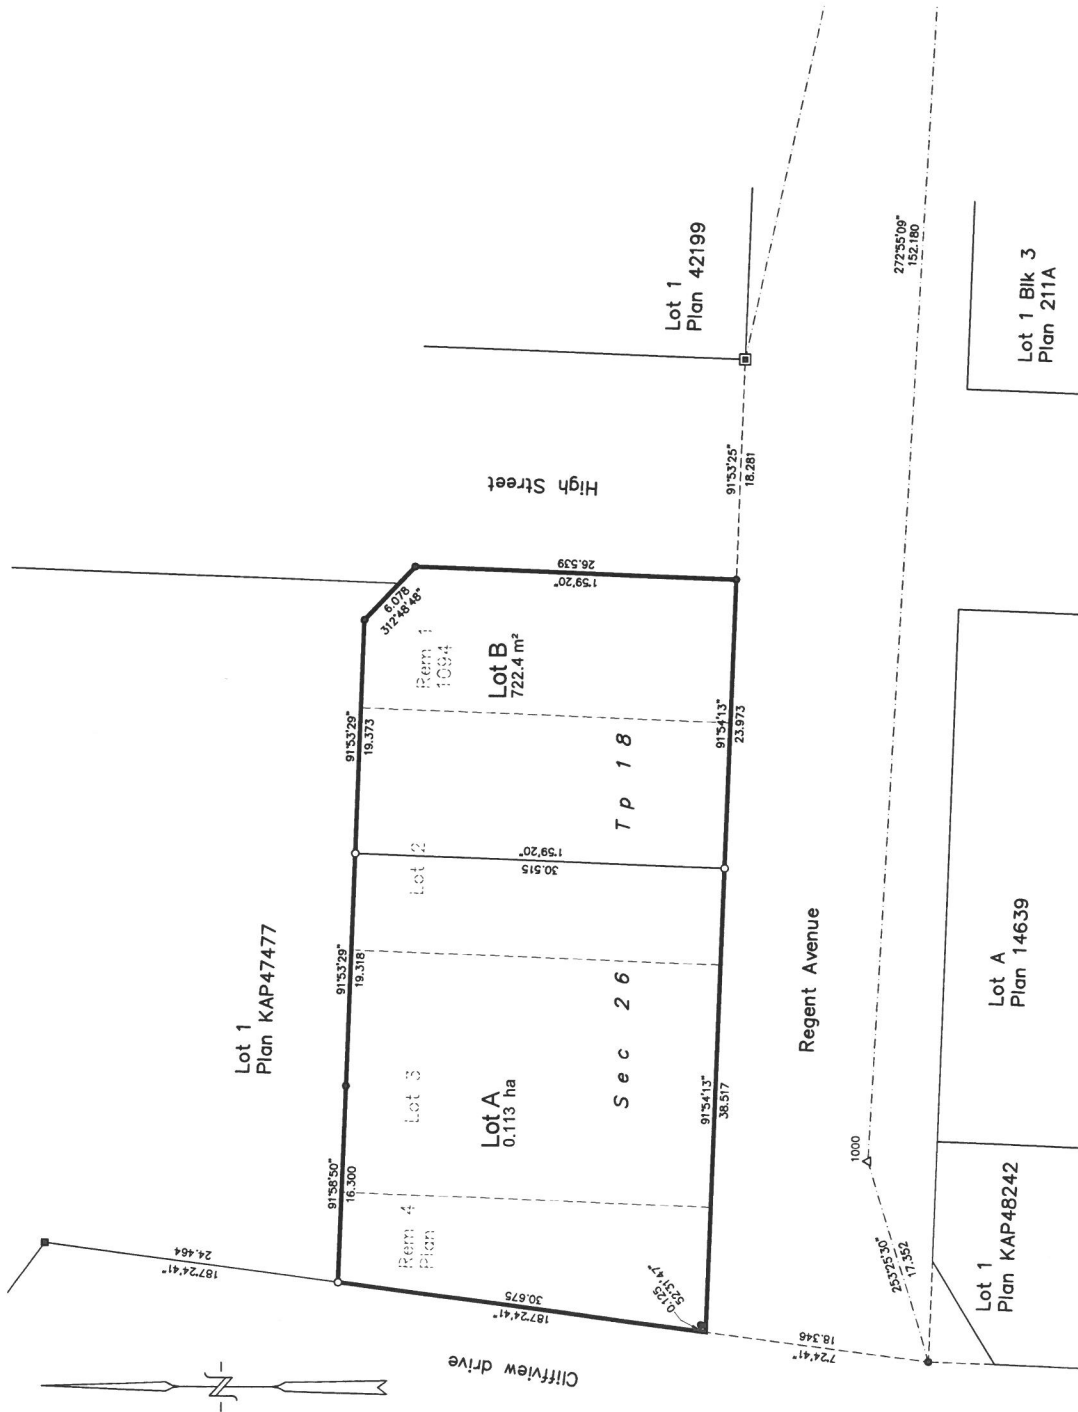 Lot 1
Plan 42199
272°55'09"
152.180
Lot 1 Blk 3
Plan 211A
High Street
91°53'25"
18.281
6.078
312°48'48"
26.539
1°59'20"
Rem 1
1094
Lot B
722.4 m²
91°53'29"
19.373
91°54'13"
23.973
Tp 18
30.515
1°59'20"
Lot 2
Lot 1
Plan KAP47477
91°53'29"
19.318
Lot 3
Lot A
0.113 ha
Sec 26
91°54'13"
38.517
Regent Avenue
Lot A
Plan 14639
1000
91°58'50"
16.300
Rem 4
Plan
187°24'41"
24.464
187°24'41"
30.675
0.125
52°31'47"
253°25'30"
17.352
Lot 1
Plan KAP48242
7°24'41"
18.346
Cliffview drive
N